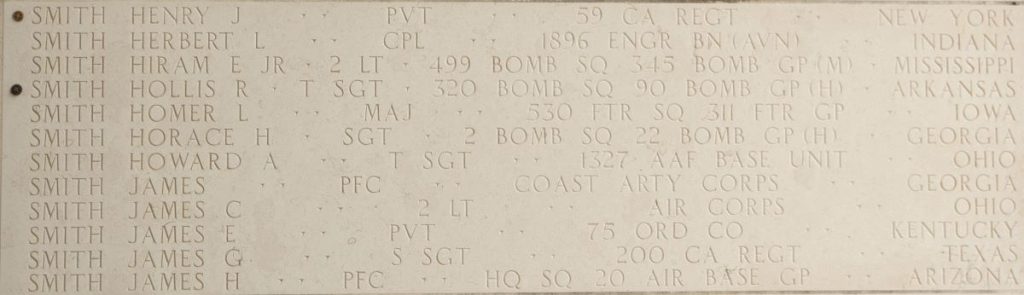 SMITH HENRY J · · PVT · · 59 CA REGT · · NEW YORK
SMITH HERBERT L · · CPL · · 1896 ENGR BN (AVN) · · INDIANA
SMITH HIRAM E JR · 2 LT · 499 BOMB SQ 345 BOMB GP (M) · MISSISSIPPI
SMITH HOLLIS R · T SGT · 320 BOMB SQ 90 BOMB GP (H) · ARKANSAS
SMITH HOMER L · · MAJ · · 530 FTR SQ 311 FTR GP · · IOWA
SMITH HORACE H · SGT · 2 BOMB SQ 22 BOMB GP (H) · GEORGIA
SMITH HOWARD A · · T SGT · · 1327 AAF BASE UNIT · · OHIO
SMITH JAMES · · PFC · · COAST ARTY CORPS · · GEORGIA
SMITH JAMES C · · 2 LT · · AIR CORPS · · OHIO
SMITH JAMES E · · PVT · · 75 ORD CO · · KENTUCKY
SMITH JAMES G · · S SGT · · 200 CA REGT · · TEXAS
SMITH JAMES H · · PFC · · HQ SQ 20 AIR BASE GP · · ARIZONA